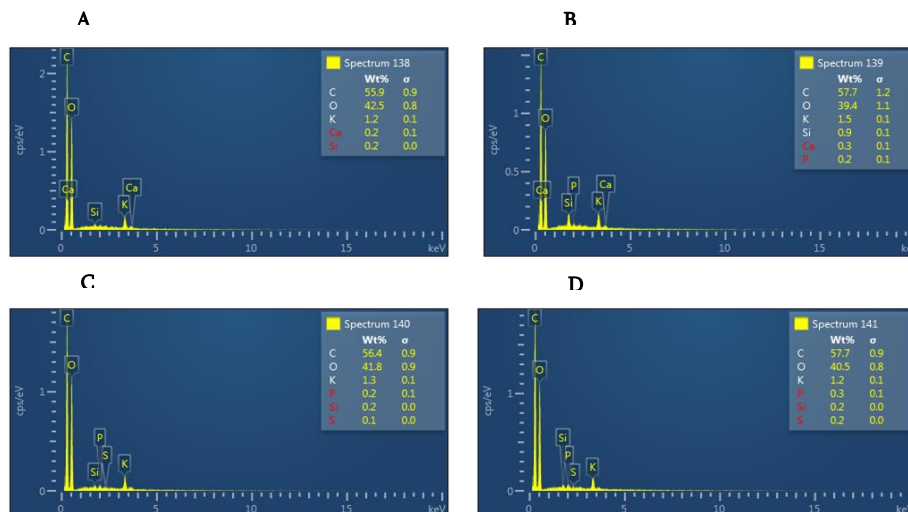 A
Spectrum 138
Wt% σ
C 55.9 0.9
O 42.5 0.8
K 1.2 0.1
Ca 0.2 0.1
Si 0.2 0.0
cps/eV
2
1
0
C
O
Ca
Si
K
Ca
0 5 10 15 keV
B
Spectrum 139
Wt% σ
C 57.7 1.2
O 39.4 1.1
K 1.5 0.1
Si 0.9 0.1
Ca 0.3 0.1
P 0.2 0.1
cps/eV
1
0.5
0
C
O
Ca
Si
P
K
Ca
0 5 10 15 keV
C
Spectrum 140
Wt% σ
C 56.4 0.9
O 41.8 0.9
K 1.3 0.1
P 0.2 0.1
Si 0.2 0.0
S 0.1 0.0
cps/eV
1
0
C
O
P
S
Si
K
0 5 10 15 keV
D
Spectrum 141
Wt% σ
C 57.7 0.9
O 40.5 0.8
K 1.2 0.1
P 0.3 0.1
Si 0.2 0.0
S 0.2 0.0
cps/eV
1
0
C
O
Si
P
S
K
0 5 10 15 ke